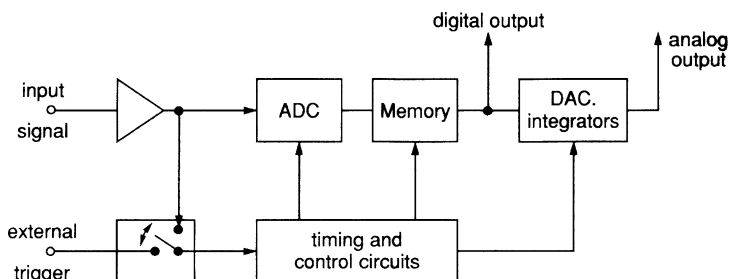 digital output
analog
output
input
signal
ADC
Memory
DAC.
integrators
external
trigger
timing and
control circuits